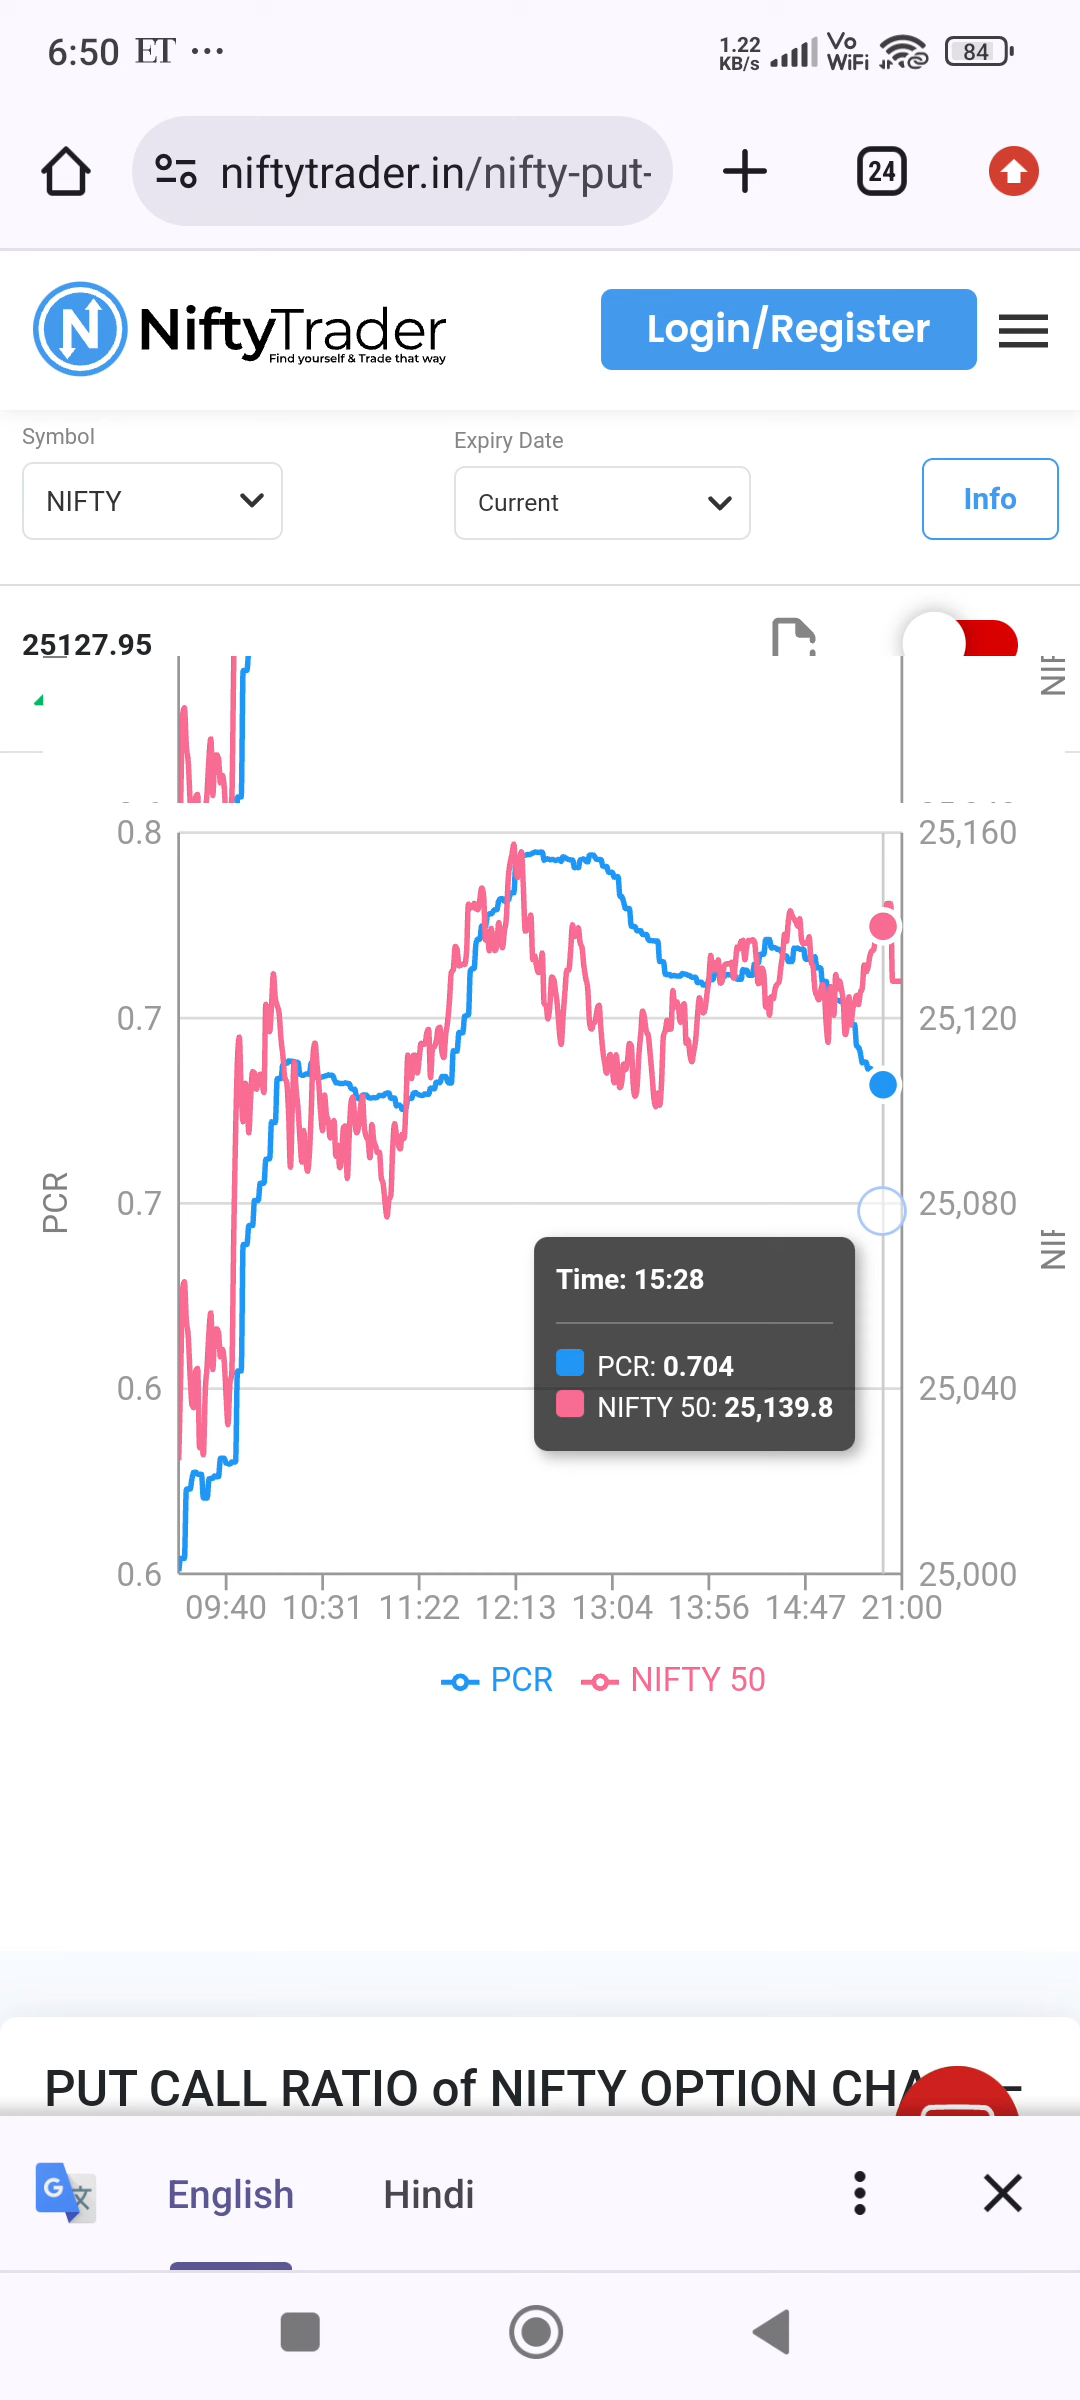 6:50 ET ... 1.22 KB/s Vo WiFi 84
niftytrader.in/nifty-put- 24
NiftyTrader
Find yourself & Trade that way
Login/Register
Symbol
Expiry Date
NIFTY
Current
Info
25127.95
0.8 25,160
0.7 25,120
0.7 25,080
0.6 25,040
0.6 25,000
PCR
Time: 15:28
PCR: 0.704
NIFTY 50: 25,139.8
09:40 10:31 11:22 12:13 13:04 13:56 14:47 21:00
PCR NIFTY 50
PUT CALL RATIO of NIFTY OPTION CHA
G 文 English Hindi